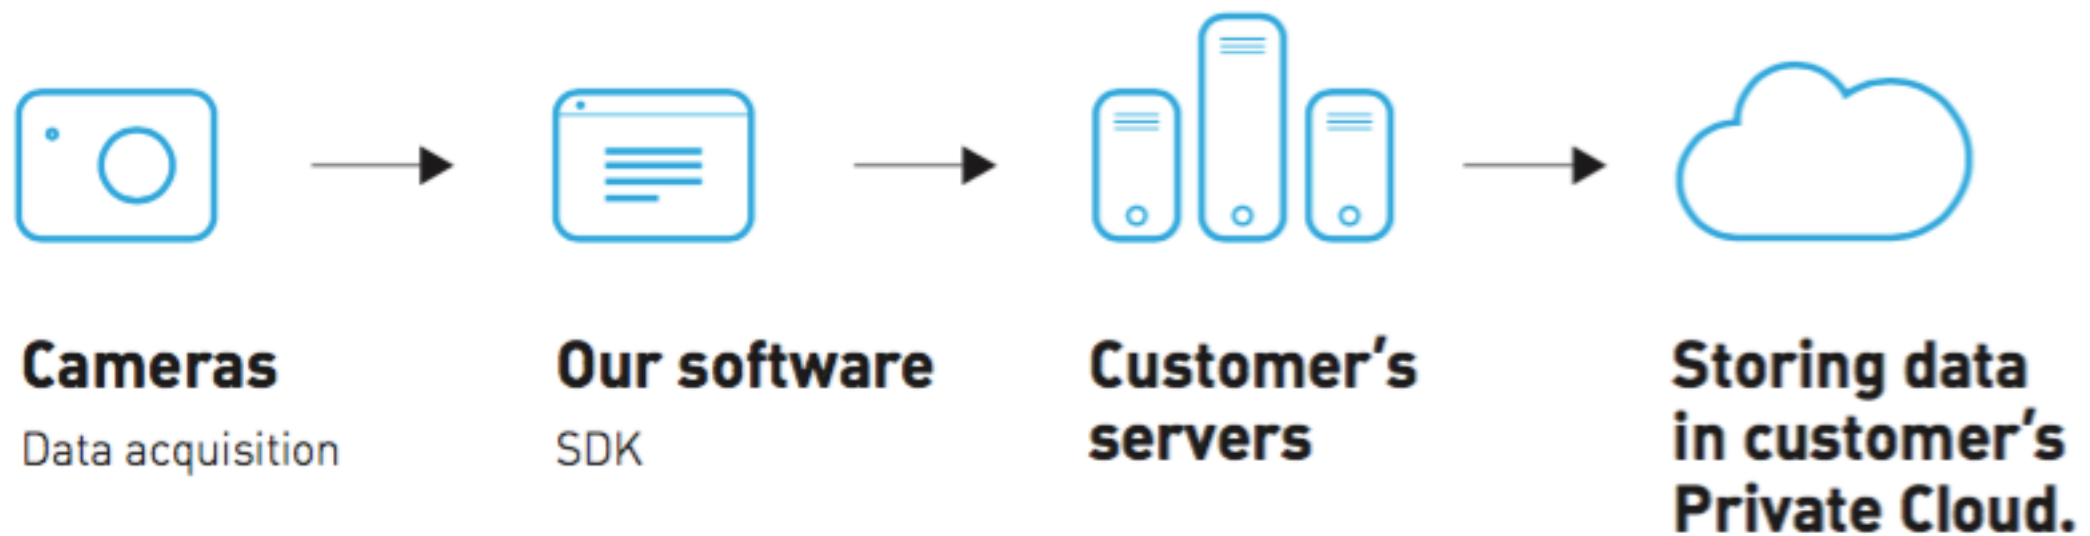 Cameras
Data acquisition
Our software
SDK
Customer's
servers
Storing data
in customer's
Private Cloud.